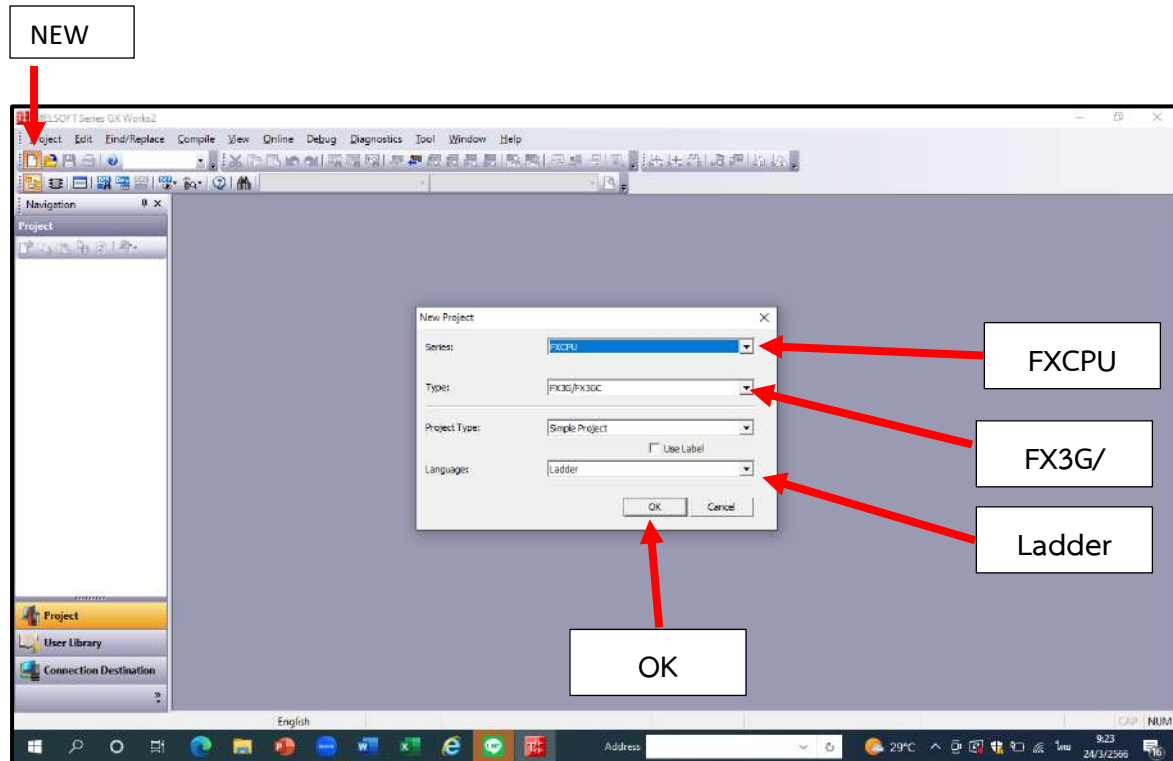 NEW
MELSOFT Series GX Works2
Project Edit Find/Replace Compile View Online Debug Diagnostics Tool Window Help
Navigation
Project
New Project
Series: FXCPU
Type: FX3G/FX3GC
Project Type: Simple Project
Use Label
Language: Ladder
OK Cancel
FXCPU
FX3G/
Ladder
OK
Project
User Library
Connection Destination
English
CAP NUM
Address
29°C
ไทย
9:23
24/3/2566
16